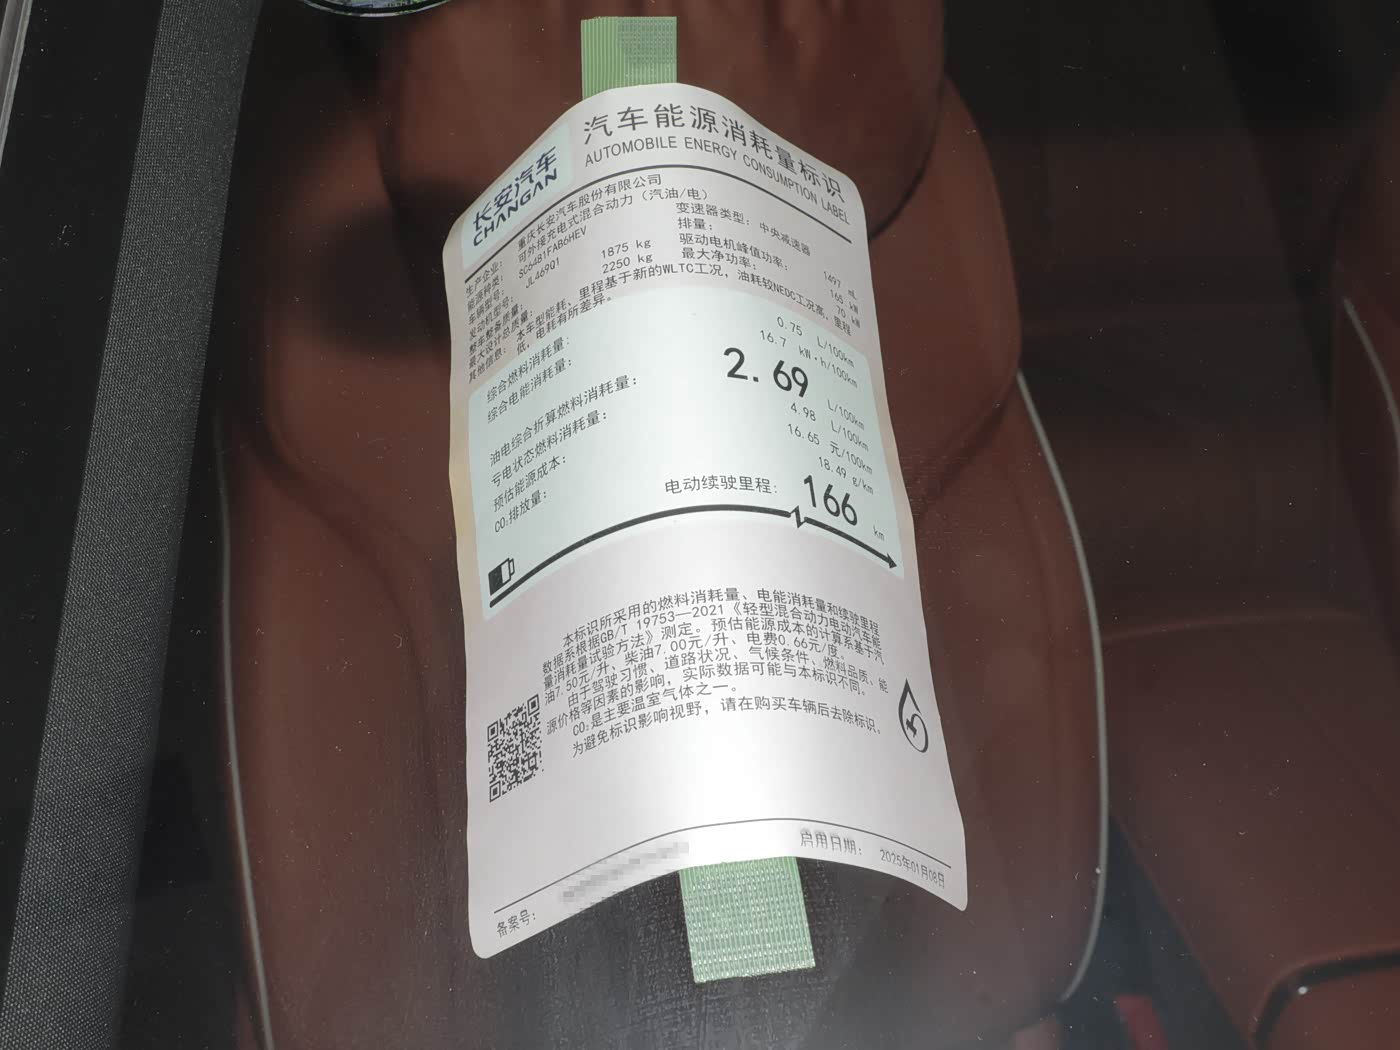 长安汽车
CHANGAN
汽车能源消耗量标识
AUTOMOBILE ENERGY CONSUMPTION LABEL
生产企业: 重庆长安汽车股份有限公司
能源种类: 可外接充电式混合动力（汽油/电）
车辆型号: SC6481FAB6HEV 变速器类型: 中央减速器
发动机型号: JL469Q1 排量: 1497 mL
整车整备质量: 1875 kg 驱动电机峰值功率: 165 kW
最大设计总质量: 2250 kg 最大净功率: 70 kW
其他信息: 本车型能耗、里程基于新的WLTC工况，油耗较NEDC工况高，里程
低，电耗有所差异。
综合燃料消耗量: 0.75 L/100km
综合电能消耗量: 16.7 kW·h/100km
油电综合折算燃料消耗量: 2.69 L/100km
亏电状态燃料消耗量: 4.98 L/100km
预估能源成本: 16.65 元/100km
CO₂排放量: 18.49 g/km
电动续驶里程: 166 km
本标识所采用的燃料消耗量、电能消耗量和续驶里程
数据系根据GB/T 19753—2021《轻型混合动力电动汽车能
量消耗量试验方法》测定。预估能源成本的计算系基于汽
油7.50元/升、柴油7.00元/升、电费0.66元/度。
由于驾驶习惯、道路状况、气候条件、燃料品质、能
源价格等因素的影响，实际数据可能与本标识不同。
CO₂是主要温室气体之一。
为避免标识影响视野，请在购买车辆后去除标识。
备案号:
启用日期: 2025年01月08日